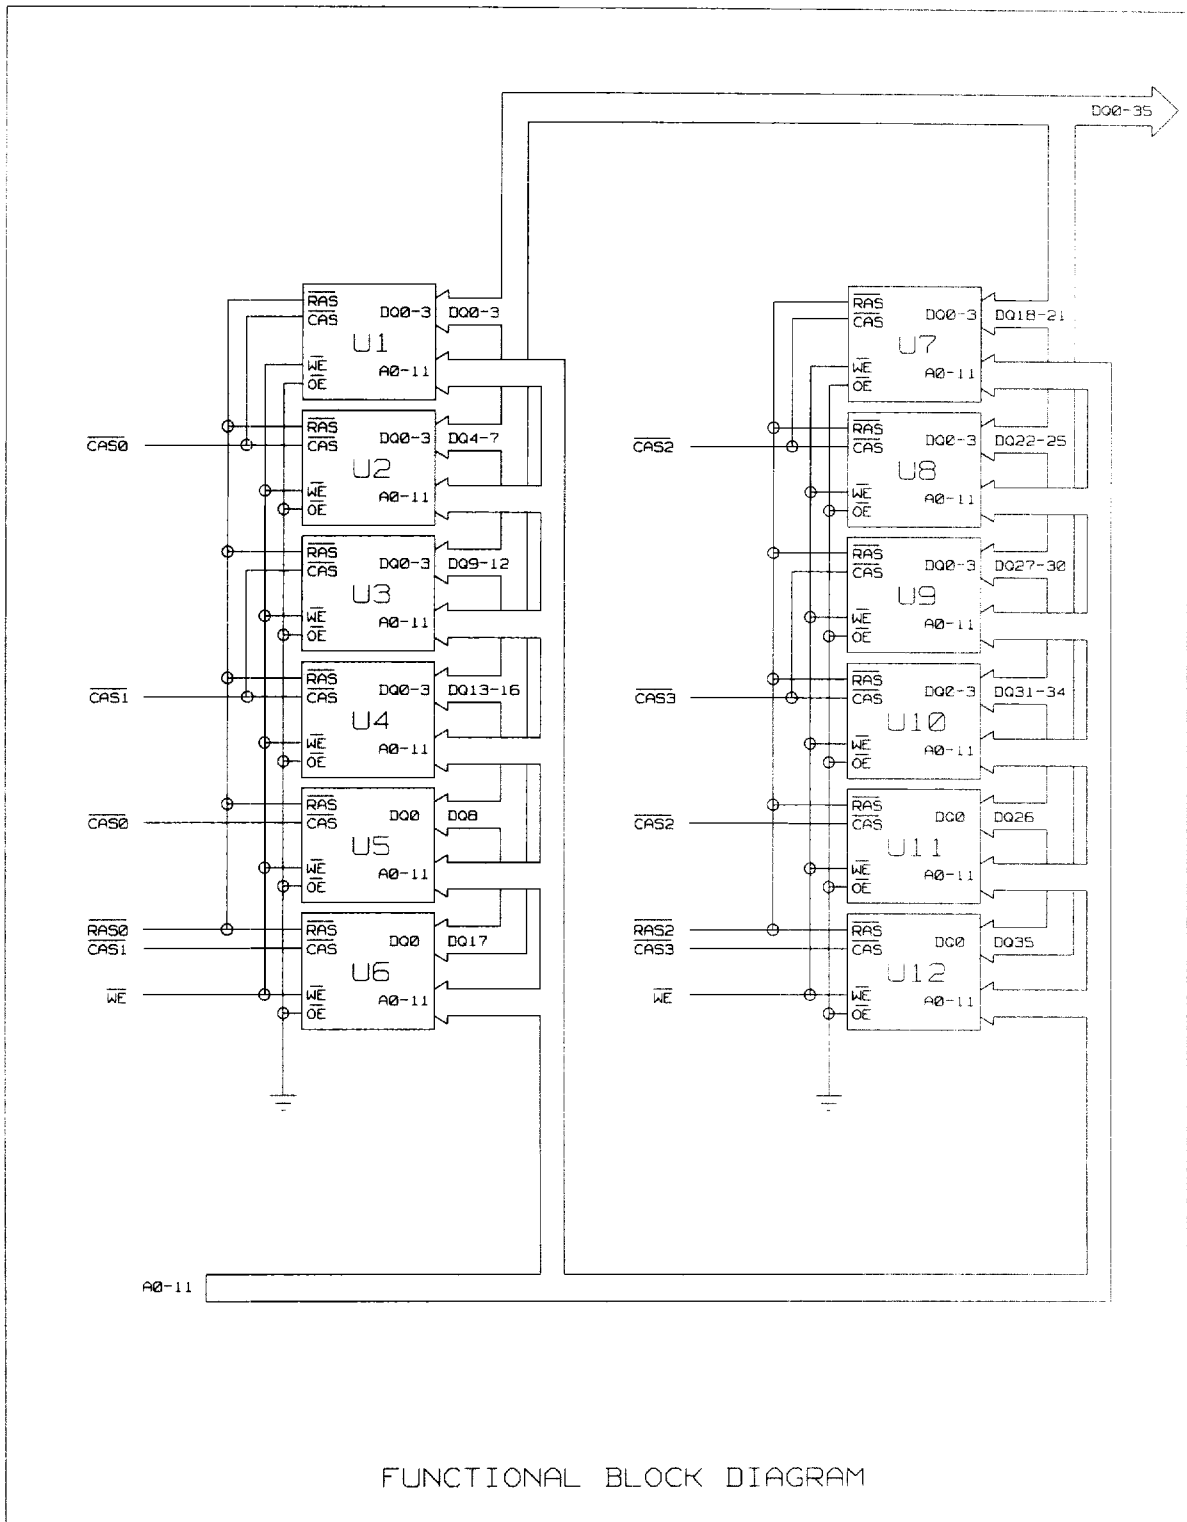 DQ0-35
RAS
CAS
DQ0-3
DQ0-3
U1
WE
A0-11
OE
RAS
CAS0
CAS
DQ0-3
DQ4-7
U2
WE
A0-11
OE
RAS
CAS
DQ0-3
DQ9-12
U3
WE
A0-11
OE
RAS
CAS1
CAS
DQ0-3
DQ13-16
U4
WE
A0-11
OE
RAS
CAS0
CAS
DQ0
DQ8
U5
WE
A0-11
OE
RAS0
RAS
CAS1
CAS
DQ0
DQ17
U6
WE
WE
A0-11
OE
RAS
CAS
DQ0-3
DQ18-21
U7
WE
A0-11
OE
RAS
CAS2
CAS
DQ0-3
DQ22-25
U8
WE
A0-11
OE
RAS
CAS
DQ0-3
DQ27-30
U9
WE
A0-11
OE
RAS
CAS3
CAS
DQ0-3
DQ31-34
U10
WE
A0-11
OE
RAS
CAS2
CAS
DQ0
DQ26
U11
WE
A0-11
OE
RAS2
RAS
CAS3
CAS
DQ0
DQ35
U12
WE
WE
A0-11
OE
A0-11
FUNCTIONAL BLOCK DIAGRAM